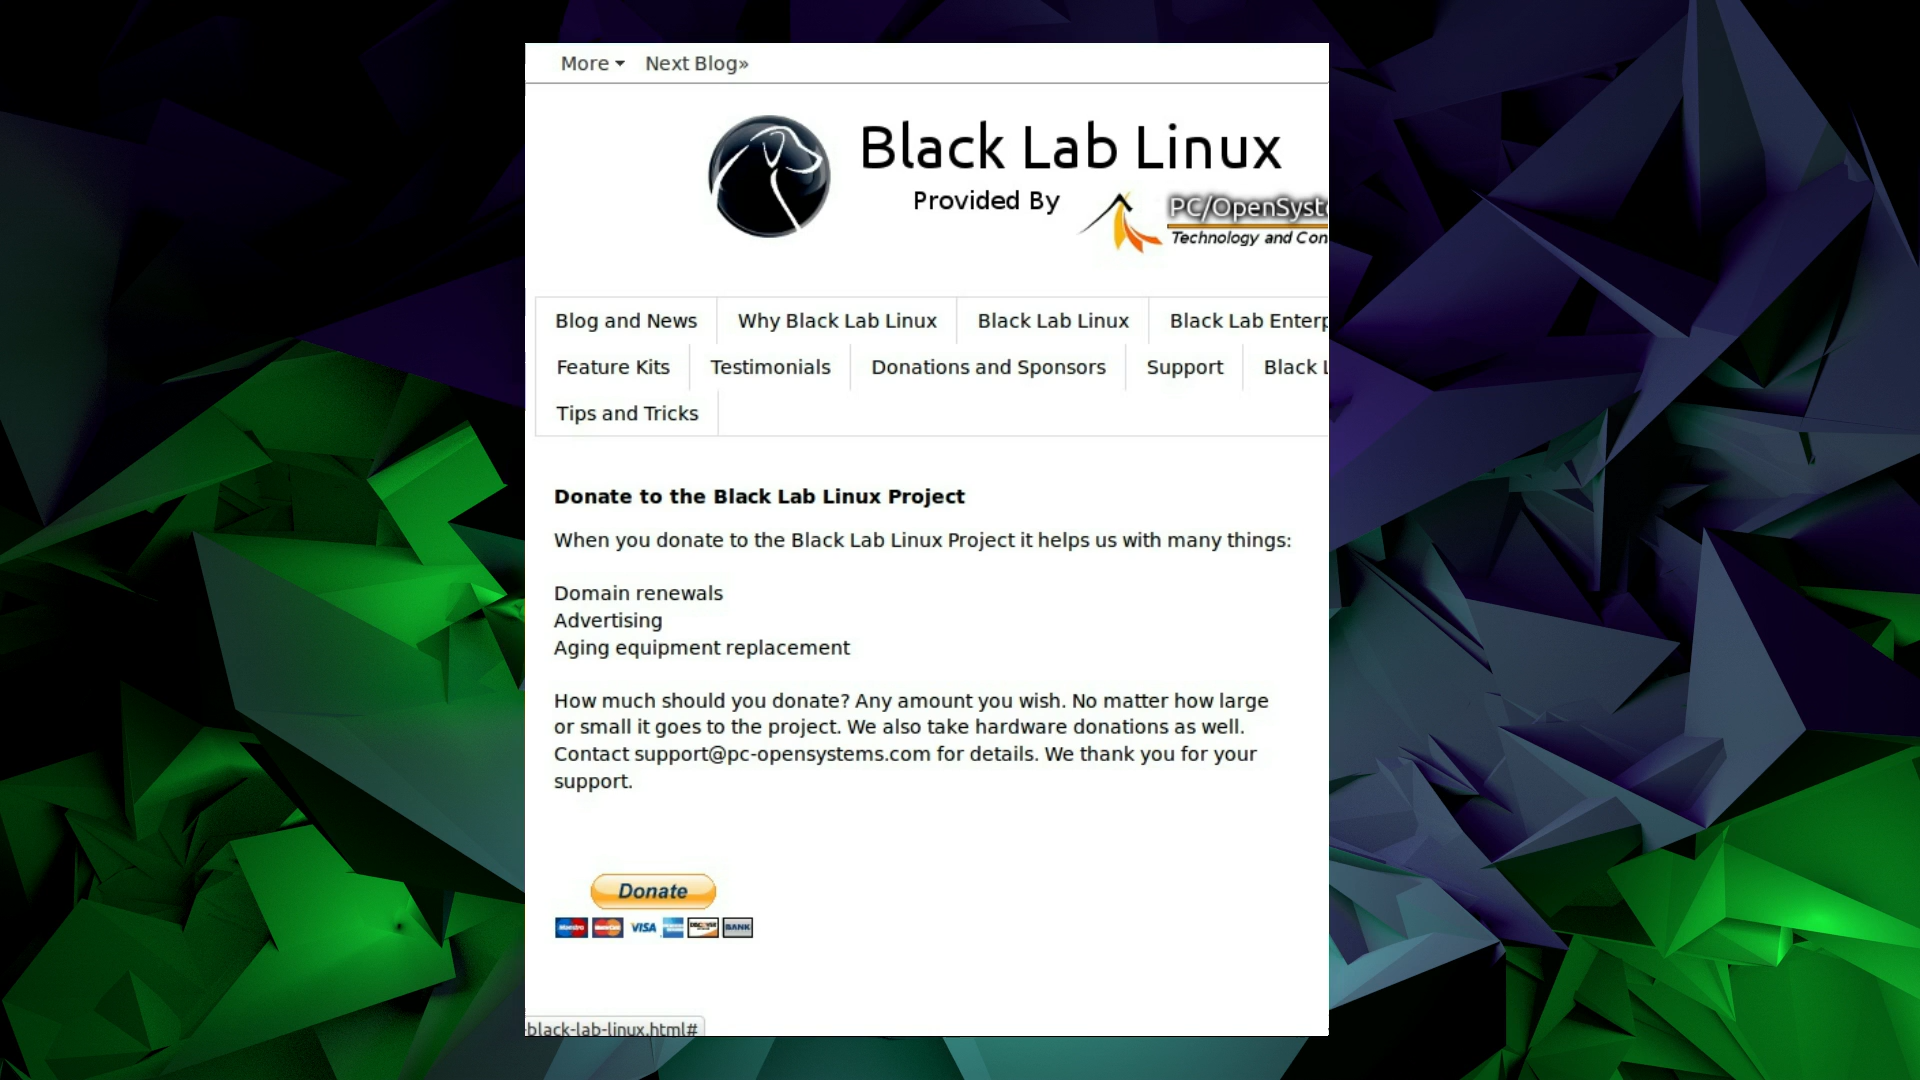 More Next Blog»
Black Lab Linux
Provided By
PC/OpenSyst
Technology and Con
Blog and News Why Black Lab Linux Black Lab Linux Black Lab Enterp
Feature Kits Testimonials Donations and Sponsors Support Black L
Tips and Tricks
Donate to the Black Lab Linux Project
When you donate to the Black Lab Linux Project it helps us with many things:
Domain renewals
Advertising
Aging equipment replacement
How much should you donate? Any amount you wish. No matter how large
or small it goes to the project. We also take hardware donations as well.
Contact support@pc-opensystems.com for details. We thank you for your
support.
Donate
Maestro MasterCard VISA DISCOVER BANK
-black-lab-linux.html#